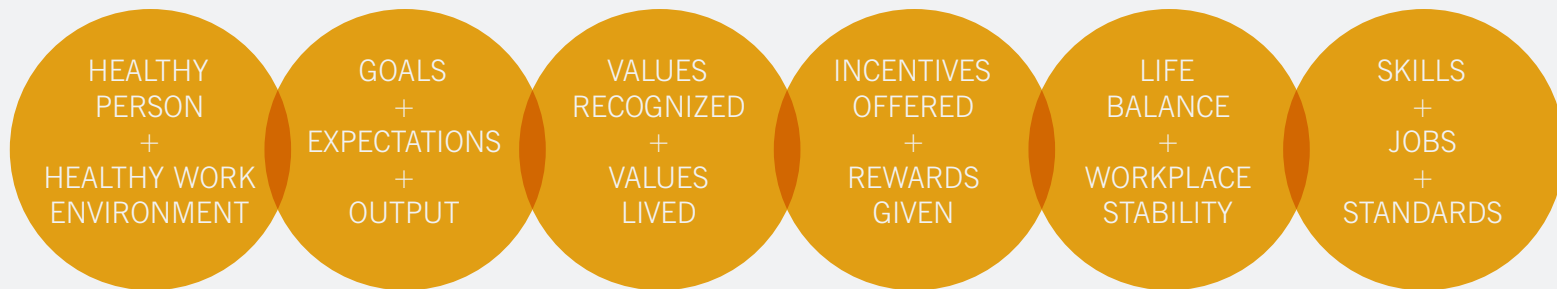 HEALTHY
PERSON
+
HEALTHY WORK
ENVIRONMENT
GOALS
+
EXPECTATIONS
+
OUTPUT
VALUES
RECOGNIZED
+
VALUES
LIVED
INCENTIVES
OFFERED
+
REWARDS
GIVEN
LIFE
BALANCE
+
WORKPLACE
STABILITY
SKILLS
+
JOBS
+
STANDARDS